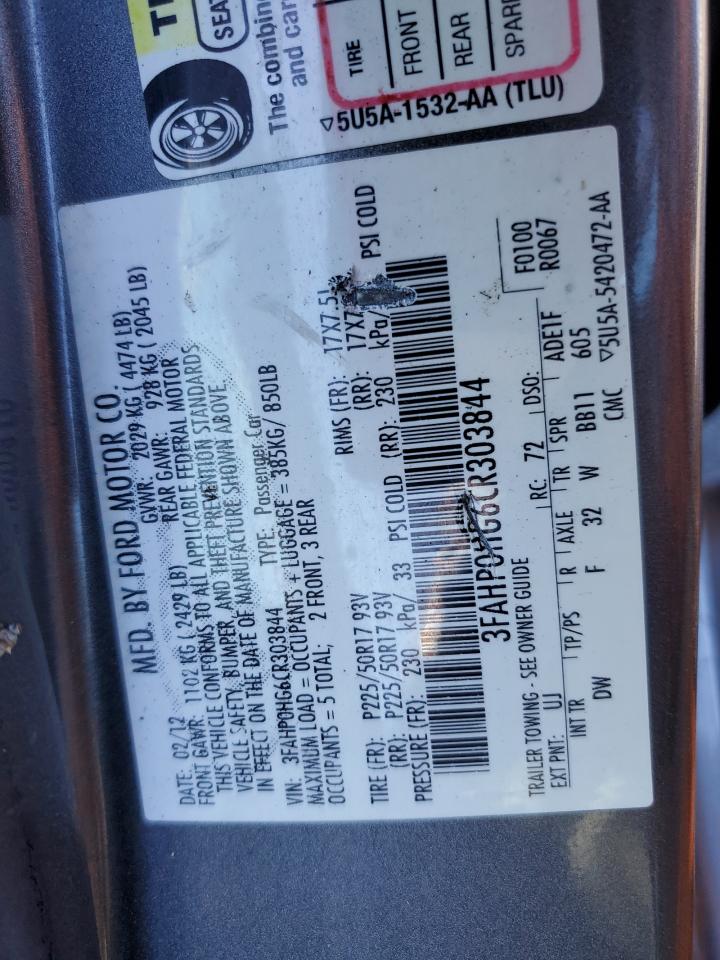 TI
SEAT
The combine
and car
TIRE
FRONT
REAR
SPARE
▽5U5A-1532-AA (TLU)
MFD. BY FORD MOTOR CO.
DATE: 02/12 GVWR: 2029 KG ( 4474 LB)
FRONT GAWR: 1102 KG ( 2429 LB) REAR GAWR: 928 KG ( 2045 LB)
THIS VEHICLE CONFORMS TO ALL APPLICABLE FEDERAL MOTOR
VEHICLE SAFETY, BUMPER, AND THEFT PREVENTION STANDARDS
IN EFFECT ON THE DATE OF MANUFACTURE SHOWN ABOVE.
VIN: 3FAHP0HG6CR303844 TYPE: Passenger Car
MAXIMUM LOAD = OCCUPANTS + LUGGAGE = 385KG/ 850LB
OCCUPANTS = 5 TOTAL; 2 FRONT, 3 REAR
TIRE (FR): P225/50R17 93V RIMS (FR): 17X7.5
(RR): P225/50R17 93V (RR): 17X7
PRESSURE (FR): 230 kPa/ 33 PSI COLD (RR): 230 kPa/ PSI COLD
3FAHP0HG6CR303844
TRAILER TOWING - SEE OWNER GUIDE F0100
R0067
EXT PNT: UJ RC: 72 DSO:
INT TR TP/PS R AXLE TR SPR ADE1F
DW F 32 W BB11 605
CMC ▽5U5A-5420472-AA